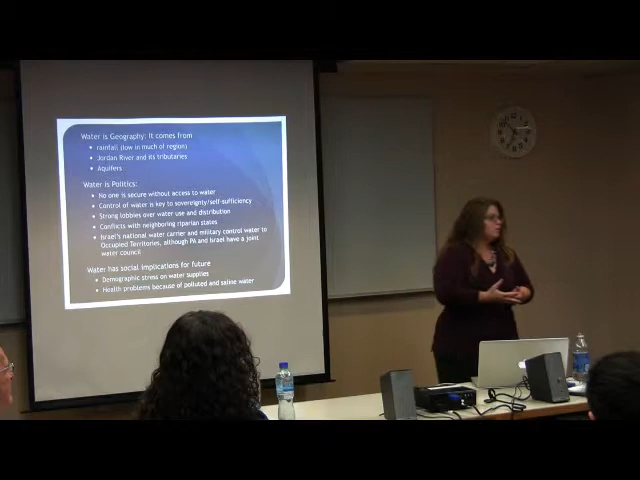 Water is Geography: It comes from
• rainfall (low in much of region)
• Jordan River and its tributaries
• Aquifers
Water is Politics:
• No one is secure without access to water
• Control of water is key to sovereignty/self-sufficiency
• Strong lobbies over water use and distribution
• Conflicts with neighboring riparian states
• Israel's national water carrier and military control water to
Occupied Territories, although PA and Israel have a joint
water council
Water has social implications for future
• Demographic stress on water supplies
• Health problems because of polluted and saline water